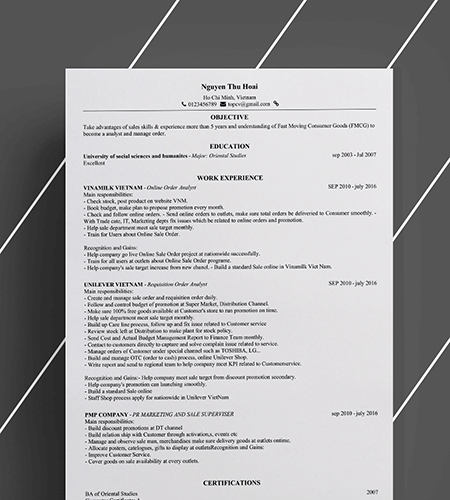 Nguyen Thu Hoai
Ho Chi Minh, Vietnam
0123456789 topcv@gmail.com
OBJECTIVE
Take advantages of sales skills & experience more than 5 years and understanding of Fast Moving Consumer Goods (FMCG) to
become a analyst and manage order.
EDUCATION
University of social sciences and humanites - Major: Oriental Studies sep 2003 - Jul 2007
Excellent
WORK EXPERIENCE
VINAMILK VIETNAM - Online Order Analyst SEP 2010 - july 2016
Main responsibilities:
- Check stock, post product on website VNM.
- Book budget, make plan to propose promotion every month.
- Check and follow online orders. - Send online orders to outlets, make sure total orders be deliveried to Consumer smoothly. -
With Trade cate, IT, Marketing depts fix issues which be related to online orders and promotion.
- Help sale department meet sale target monthly.
- Train for Users about Online Sale Order.
Recognition and Gains:
- Help company go live Online Sale Order project at nationwide successfully.
- Train for all users at outlets about Online Sale Order programe.
- Help company's sale target increase from new chanel. - Build a standard Sale online in Vinamilk Viet Nam.
UNILEVER VIETNAM - Requisition Order Analyst SEP 2010 - july 2016
Main responsibilities:
- Create and manage sale order and requisition order daily.
- Follow and control budget of promotion at Super Market, Distribution Channel.
- Make sure 100% free goods available at Customer's store to run promotion on time.
- Help sale department meet sale target monthly.
- Build up Care line process, follow up and fix issue related to Customer service
- Review stock left at Distribution to make plant for stock policy.
- Send Cost and Actual Budget Management Report to Finance Team monthly.
- Contact to customers directly to capture and solve complain issue related to service.
- Manage orders of Customer under special channel such as TOSHIBA, LG...
- Build and manage OTC (order to cash) process, online Unilever Shop.
- Write report and send to regional team to help company meet KPI related to Customerservice.
Recognition and Gains:- Help company meet sale target from discount promotion secondary.
- Help company promotion can launching smoothly.
- Build a standard Sale online
- Staff Shop process apply for nationwide in Unilever VietNam
PMP COMPANY - PR MARKETING AND SALE SUPERVISER sep 2010 - july 2016
Main responsibilities:
- Build discount promotions at DT channel
- Build relation ship with Customer through activation,s, events etc
- Manage and observe sale man, merchandises make sure delivery goods at outlets ontime.
- Allocate posters, catelogues, gifts to display at outletsRecognition and Gains:
- Improve Customer Service.
- Cover goods on sale availability at every outlets.
CERTIFICATIONS
BA of Oriental Studies 2007